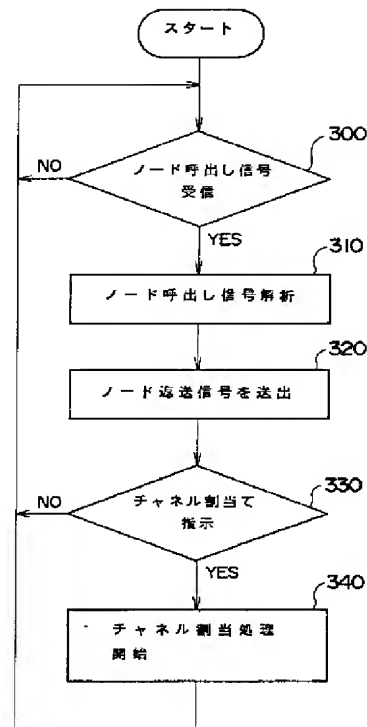 スタート
300
NO
ノード呼出し信号
受信
YES
310
ノード呼出し信号解析
320
ノード返送信号を送出
330
NO
チャネル割当て
指示
YES
340
チャネル割当処理
開始